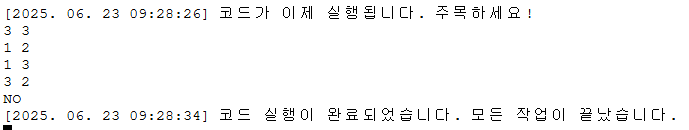 [2025. 06. 23 09:28:26] 코드가 이제 실행됩니다. 주목하세요!
3 3
1 2
1 3
3 2
NO
[2025. 06. 23 09:28:34] 코드 실행이 완료되었습니다. 모든 작업이 끝났습니다.